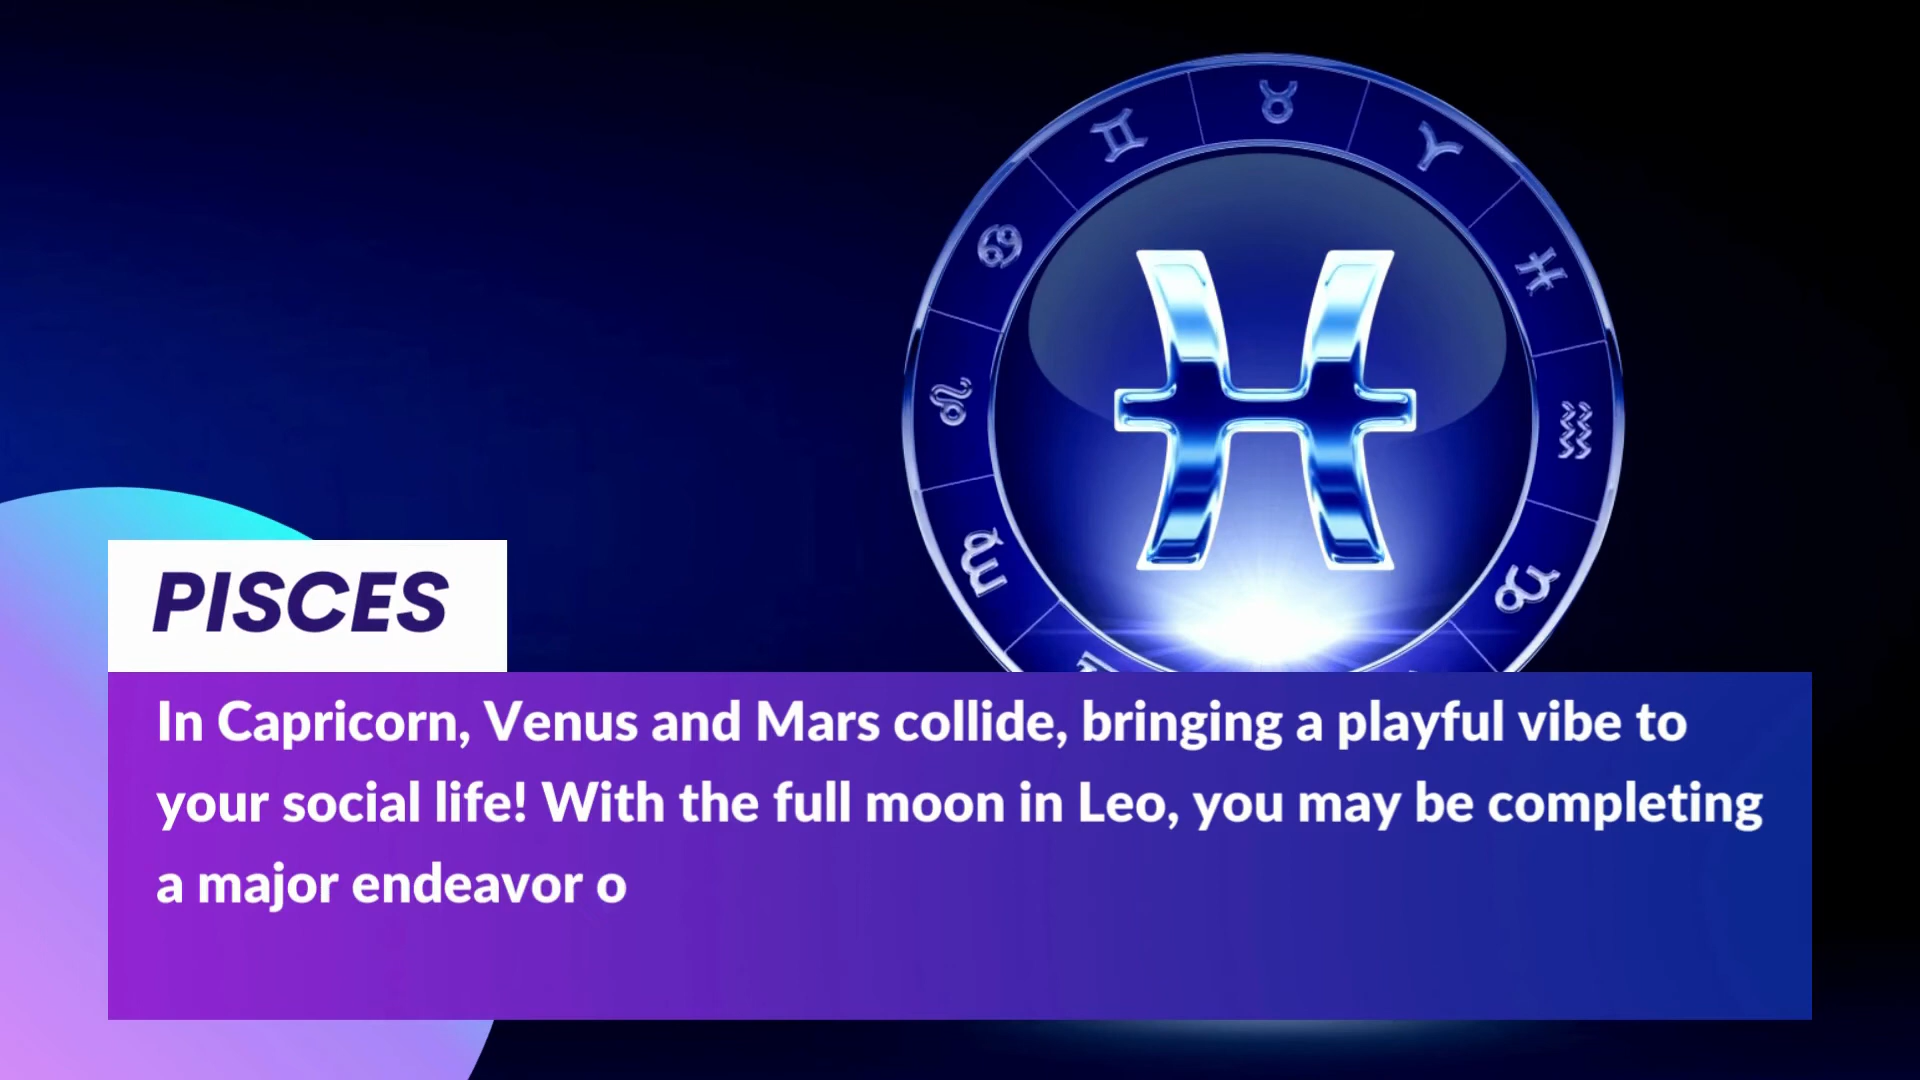 PISCES
In Capricorn, Venus and Mars collide, bringing a playful vibe to
your social life! With the full moon in Leo, you may be completing
a major endeavor o